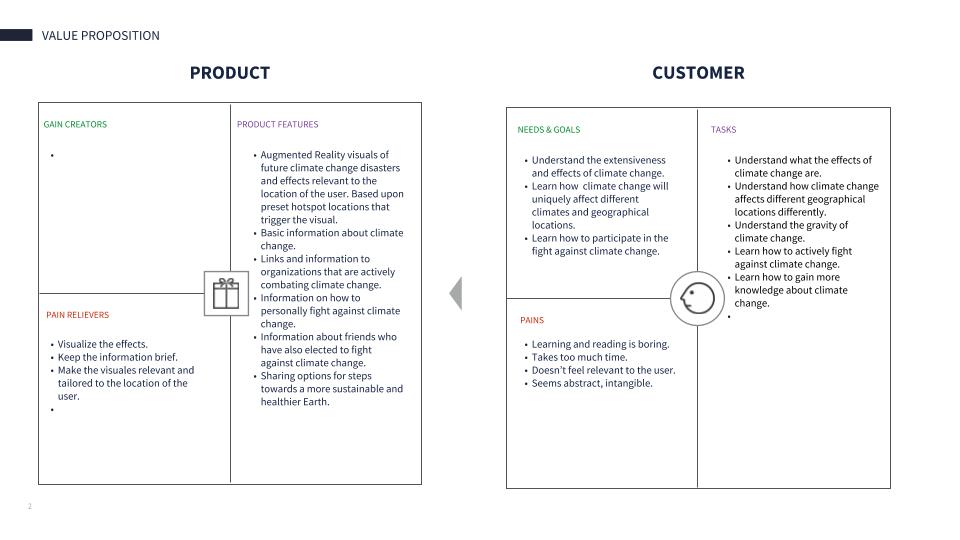 VALUE PROPOSITION
PRODUCT
GAIN CREATORS
•
PAIN RELIEVERS
• Visualize the effects.
• Keep the information brief.
• Make the visuales relevant and
tailored to the location of the
user.
•
PRODUCT FEATURES
• Augmented Reality visuals of
future climate change disasters
and effects relevant to the
location of the user. Based upon
preset hotspot locations that
trigger the visual.
• Basic information about climate
change.
• Links and information to
organizations that are actively
combating climate change.
• Information on how to
personally fight against climate
change.
• Information about friends who
have also elected to fight
against climate change.
• Sharing options for steps
towards a more sustainable and
healthier Earth.
CUSTOMER
NEEDS & GOALS
• Understand the extensiveness
and effects of climate change.
• Learn how climate change will
uniquely affect different
climates and geographical
locations.
• Learn how to participate in the
fight against climate change.
PAINS
• Learning and reading is boring.
• Takes too much time.
• Doesn't feel relevant to the user.
• Seems abstract, intangible.
TASKS
• Understand what the effects of
climate change are.
• Understand how climate change
affects different geographical
locations differently.
• Understand the gravity of
climate change.
• Learn how to actively fight
against climate change.
• Learn how to gain more
knowledge about climate
change.
•
2